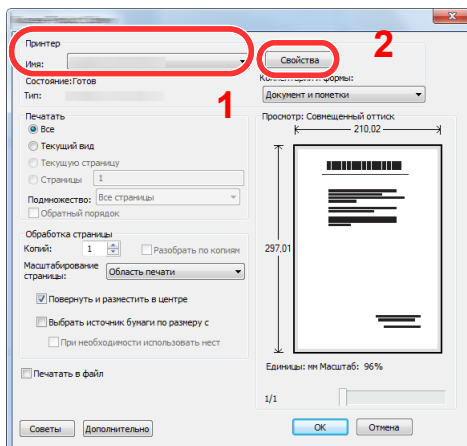 Принтер
Имя:
Свойства
2
Состояние:Готов
Комментарии и формы:
Тип:
1
Документ и пометки
Печатать
Все
Текущий вид
Текущую страницу
Страницы 1
Подмножество: Все страницы
Обратный порядок
Просмотр: Совмещенный оттиск
210,02
297,01
Обработка страницы
Копий: 1
Разобрать по копиям
Масштабирование
страницы:
Область печати
Повернуть и разместить в центре
Выбрать источник бумаги по размеру с
При необходимости использовать нест
Печатать в файл
Единицы: мм Масштаб: 96%
1/1
Советы
Дополнительно
OK
Отмена